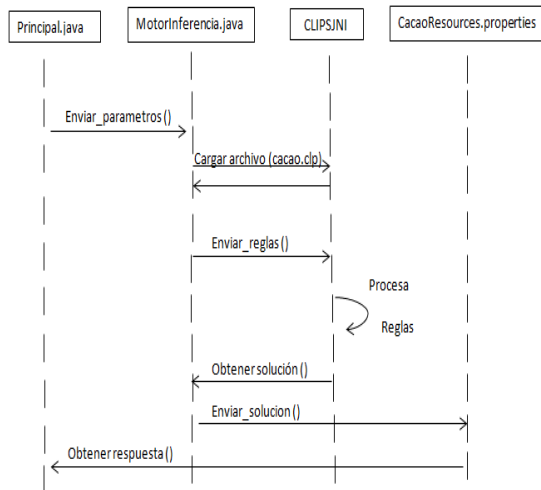 Principal.java
MotorInferencia.java
CLIPSJNI
CacaoResources.properties
Enviar_parametros ()
Cargar archivo (cacao.clp)
Enviar_reglas ()
Procesa
Reglas
Obtener solución ()
Enviar_solucion ()
Obtener respuesta ()